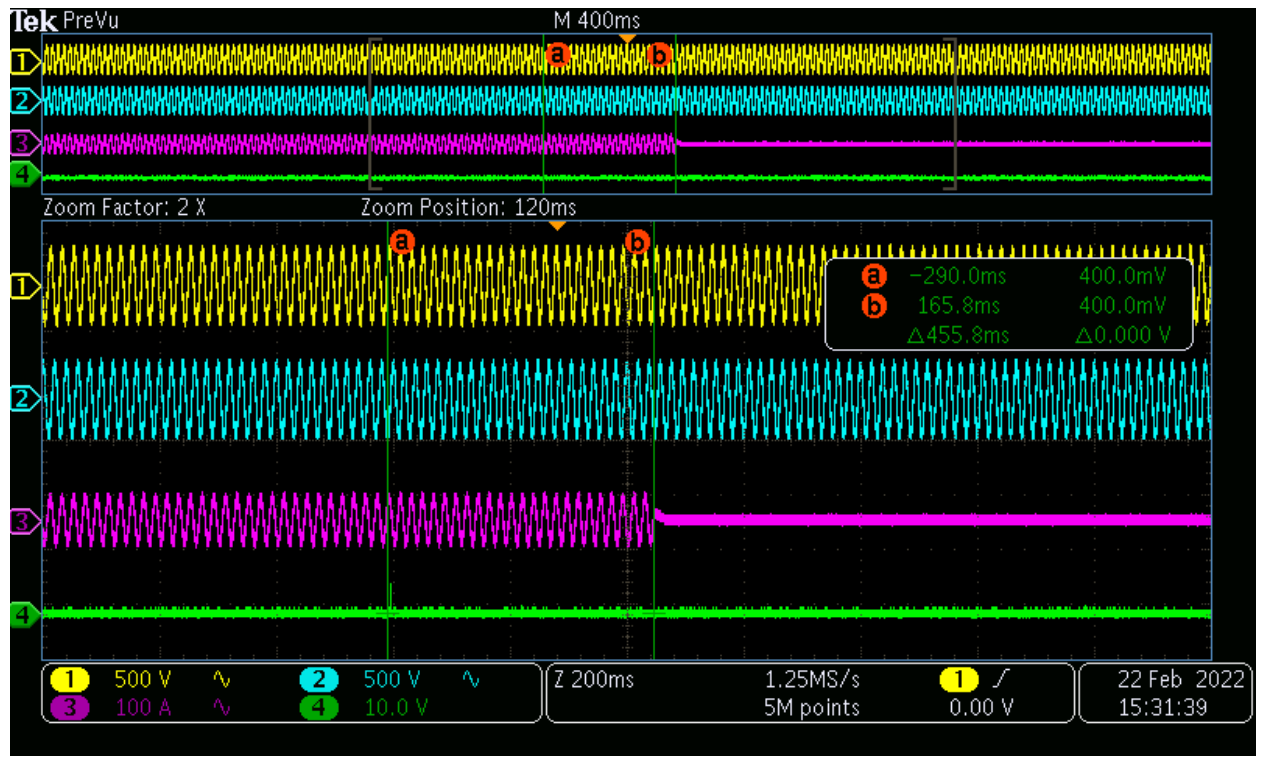 Tek PreVu M 400ms
1
a b
2
3
4
Zoom Factor: 2 X Zoom Position: 120ms
a b
1
a −290.0ms 400.0mV
b 165.8ms 400.0mV
△455.8ms △0.000 V
2
3
4
1 500 V 2 500 V Z 200ms 1.25MS/s 1 22 Feb 2022
3 100 A 4 10.0 V 5M points 0.00 V 15:31:39